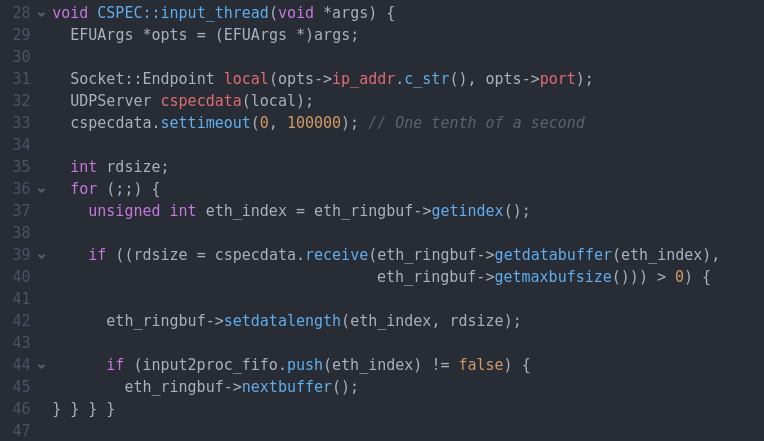 28 void CSPEC::input_thread(void *args) {
29   EFUArgs *opts = (EFUArgs *)args;
30
31   Socket::Endpoint local(opts->ip_addr.c_str(), opts->port);
32   UDPServer cspecdata(local);
33   cspecdata.settimeout(0, 100000); // One tenth of a second
34
35   int rdsize;
36   for (;;) {
37     unsigned int eth_index = eth_ringbuf->getindex();
38
39     if ((rdsize = cspecdata.receive(eth_ringbuf->getdatabuffer(eth_index),
40                                     eth_ringbuf->getmaxbufsize())) > 0) {
41
42       eth_ringbuf->setdatalength(eth_index, rdsize);
43
44       if (input2proc_fifo.push(eth_index) != false) {
45         eth_ringbuf->nextbuffer();
46 } } } }
47